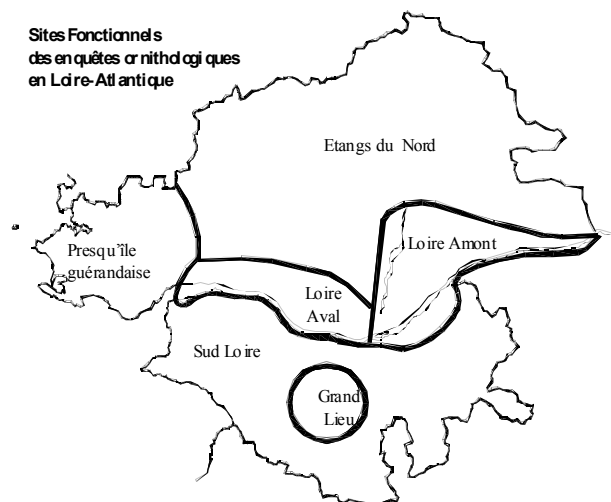 Sites Fonctionnels
des enquêtes ornithologiques
en Loire-Atlantique
Etangs du Nord
Loire Amont
Presqu'île
guérandaise
Loire
Aval
Sud Loire
Grand
Lieu